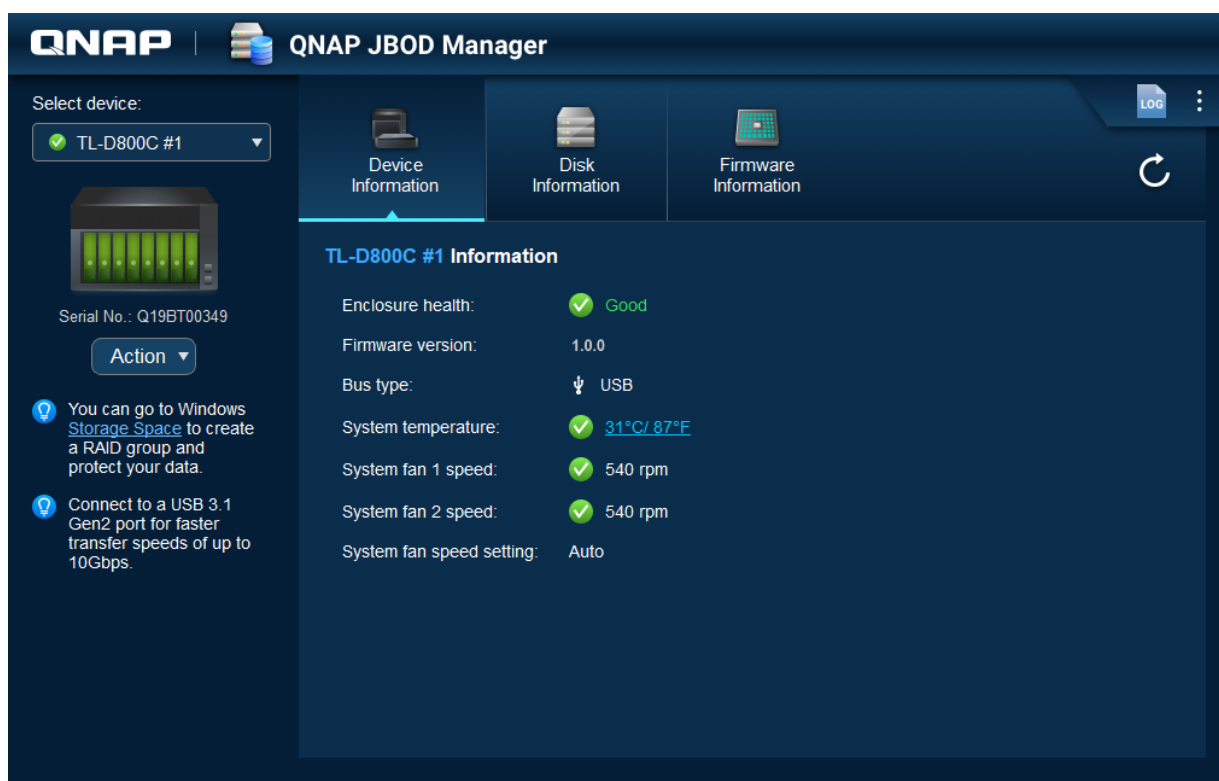 QNAP
QNAP JBOD Manager
Select device:
TL-D800C #1
Serial No.: Q19BT00349
Action
You can go to Windows
Storage Space to create
a RAID group and
protect your data.
Connect to a USB 3.1
Gen2 port for faster
transfer speeds of up to
10Gbps.
Device
Information
Disk
Information
Firmware
Information
LOG
TL-D800C #1 Information
Enclosure health: Good
Firmware version: 1.0.0
Bus type: USB
System temperature: 31°C/ 87°F
System fan 1 speed: 540 rpm
System fan 2 speed: 540 rpm
System fan speed setting: Auto